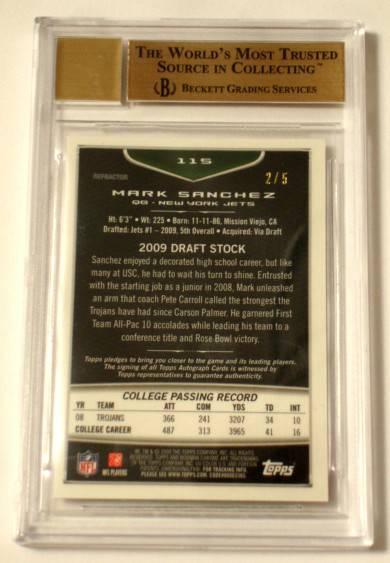 THE WORLD'S MOST TRUSTED
SOURCE IN COLLECTING™
B BECKETT GRADING SERVICES
115
REFRACTOR
2/5
MARK SANCHEZ
QB - NEW YORK JETS
Ht: 6'3" • Wt: 225 • Born: 11-11-86, Mission Viejo, CA
Drafted: Jets #1 – 2009, 5th Overall • Acquired: Via Draft
2009 DRAFT STOCK
Sanchez enjoyed a decorated high school career, but like
many at USC, he had to wait his turn to shine. Entrusted
with the starting job as a junior in 2008, Mark unleashed
an arm that coach Pete Carroll called the strongest the
Trojans have had since Carson Palmer. He garnered First
Team All-Pac 10 accolades while leading his team to a
conference title and Rose Bowl victory.
Topps pledges to bring you closer to the game and its leading players.
The signing of all Topps Autograph Cards is witnessed by
Topps representatives to guarantee authenticity.
COLLEGE PASSING RECORD
YR TEAM ATT COM YDS TD INT
08 TROJANS 366 241 3207 34 10
COLLEGE CAREER 487 313 3965 41 16
NFL
NFL PLAYERS
PLEASE SEE WWW.TOPPS.COM.
topps